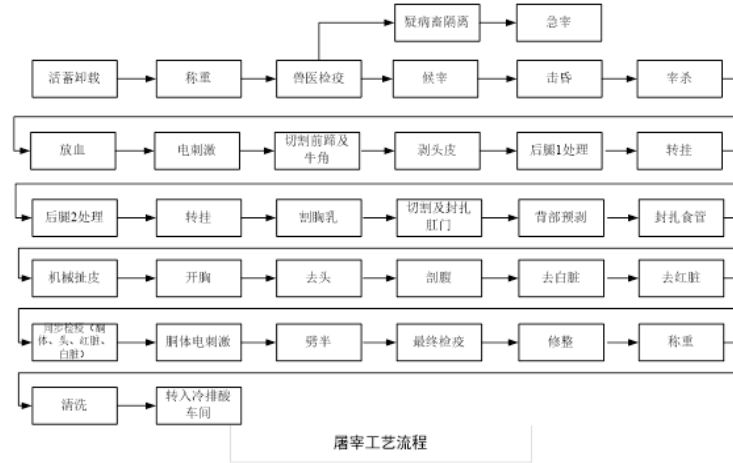 疑病畜隔离
急宰
活蓄卸载
称重
兽医检疫
候宰
击昏
宰杀
放血
电刺激
切割前蹄及
牛角
剥头皮
后腿1处理
转挂
后腿2处理
转挂
割胸乳
切割及封扎
肛门
背部预剥
封扎食管
机械扯皮
开胸
去头
剖腹
去白脏
去红脏
同步检疫（酮
体、头、红脏、
白脏）
胴体电刺激
劈半
最终检疫
修整
称重
清洗
转入冷排酸
车间
屠宰工艺流程